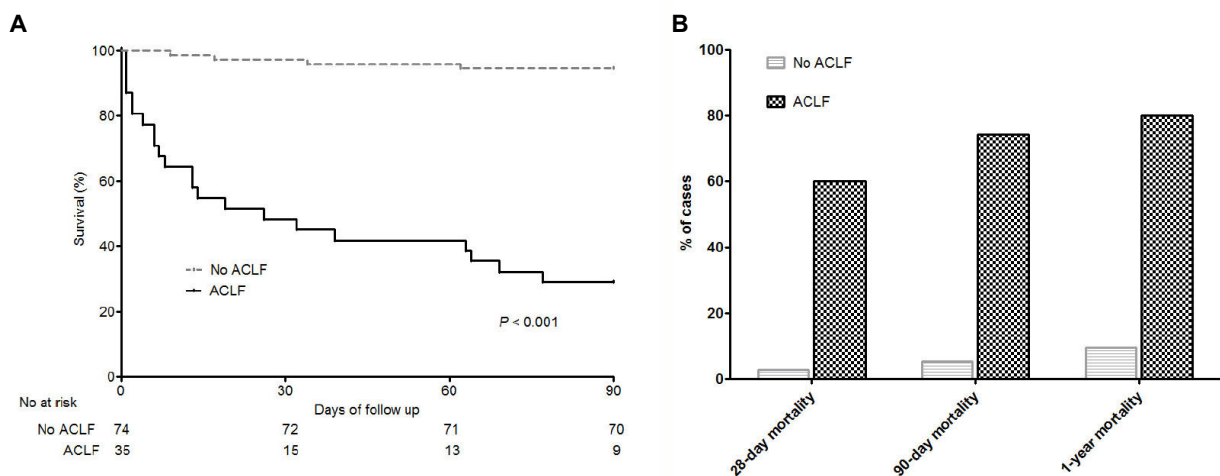 A
100
80
60
40
20
0
Survival (%)
No ACLF
ACLF
P < 0.001
0 30 60 90
Days of follow up
No at risk
No ACLF 74 72 71 70
ACLF 35 15 13 9
B
100
80
60
40
20
0
% of cases
No ACLF
ACLF
28-day mortality
90-day mortality
1-year mortality